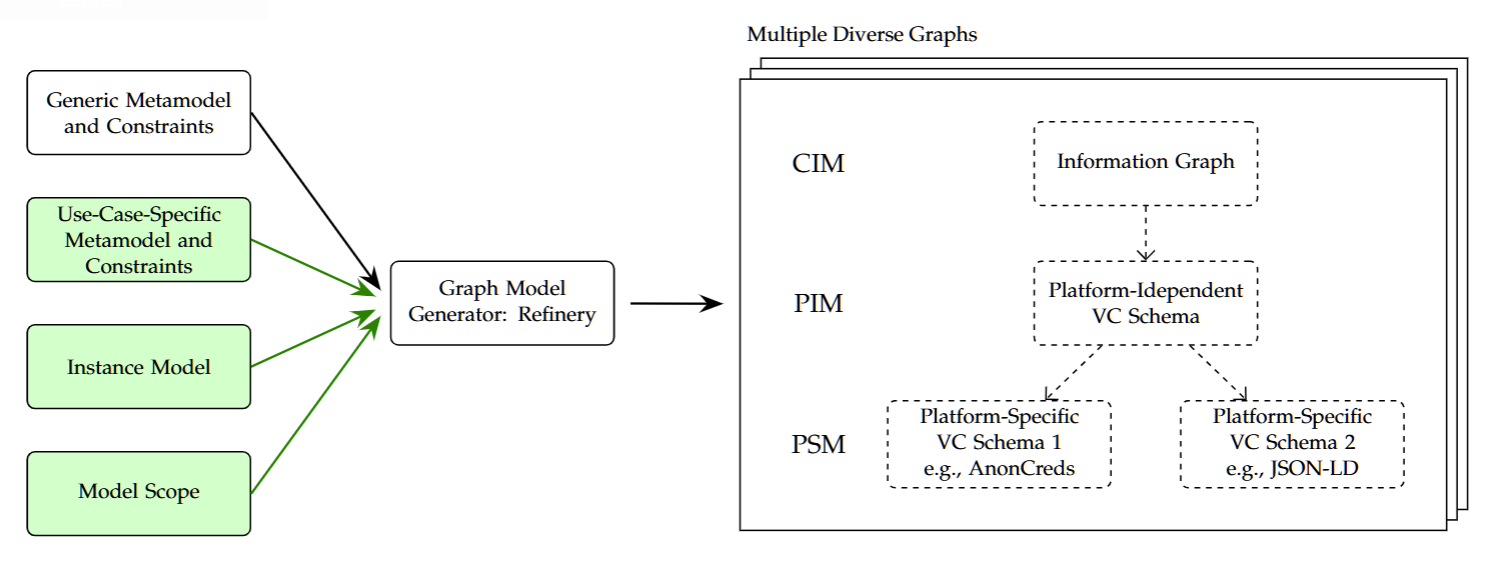 Multiple Diverse Graphs
Generic Metamodel
and Constraints
Use-Case-Specific
Metamodel and
Constraints
Instance Model
Model Scope
Graph Model
Generator: Refinery
CIM
Information Graph
PIM
Platform-Idependent
VC Schema
PSM
Platform-Specific
VC Schema 1
e.g., AnonCreds
Platform-Specific
VC Schema 2
e.g., JSON-LD